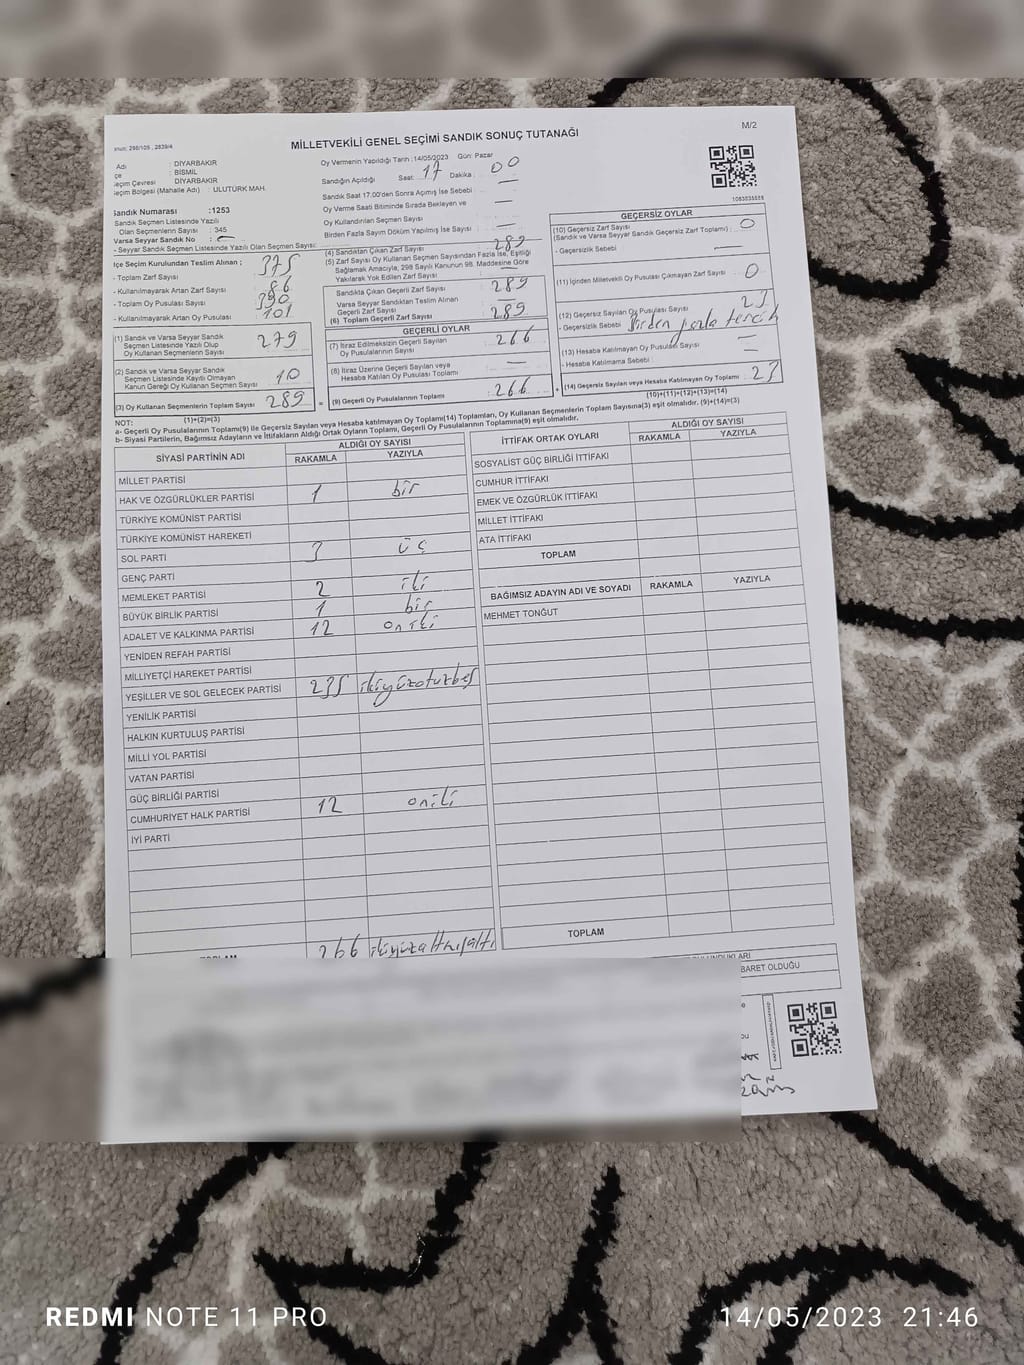 MİLLETVEKİLİ GENEL SEÇİMİ SANDIK SONUÇ TUTANAĞI
M/2
: DİYARBAKIR
: BİSMİL
DİYARBAKIR
eçim Bölgesi (Mahalle Adı) : ULUTÜRK MAH.
Oy Vermenin Yapıldığı Tarih :14/05/2023 Gün: Pazar
Sandığın Açıldığı Saat: 17 Dakika : 00
Sandık Saat 17.00'den Sonra Açımış İse Sebebi : —
Oy Verme Saati Bitiminde Sırada Bekleyen ve
Oy Kullandırılan Seçmen Sayısı : —
Birden Fazla Sayım Döküm Yapılmış İse Sayısı : —
Sandık Numarası :1253
Sandık Seçmen Listesinde Yazılı
Olan Seçmenlerin Sayısı : 345
Varsa Seyyar Sandık No : —
- Seyyar Sandık Seçmen Listesinde Yazılı Olan Seçmen Sayısı:
lçe Seçim Kurulundan Teslim Alınan ;
- Toplam Zarf Sayısı : 375
- Kullanılmayarak Artan Zarf Sayısı : 86
- Toplam Oy Pusulası Sayısı : 390
- Kullanılmayarak Artan Oy Pusulası : 101
(1) Sandık ve Varsa Seyyar Sandık
Seçmen Listesinde Yazılı Olup
Oy Kullanan Seçmenlerin Sayısı : 279
(2) Sandık ve Varsa Seyyar Sandık
Seçmen Listesinde Kayıtlı Olmayan
Kanun Gereği Oy Kullanan Seçmen Sayısı : 10
(3) Oy Kullanan Seçmenlerin Toplam Sayısı : 289
(1)+(2)=(3)
(4) Sandıktan Çıkan Zarf Sayısı : 289
(5) Zarf Sayısı Oy Kullanan Seçmen Sayısından Fazla İse, Eşitliği
Sağlamak Amacıyla, 298 Sayılı Kanunun 98. Maddesine Göre
Yakılarak Yok Edilen Zarf Sayısı : —
Sandıkta Çıkan Geçerli Zarf Sayısı : 289
Varsa Seyyar Sandıktan Teslim Alınan
Geçerli Zarf Sayısı : —
(6) Toplam Geçerli Zarf Sayısı : 289
GEÇERLİ OYLAR
(7) İtiraz Edilmeksizin Geçerli Sayılan
Oy Pusulalarının Sayısı : 266
(8) İtiraz Üzerine Geçerli Sayılan veya
Hesaba Katılan Oy Pusulası Toplamı : —
(9) Geçerli Oy Pusulalarının Toplamı : 266
GEÇERSİZ OYLAR
(10) Geçersiz Zarf Sayısı : 0
(Sandık ve Varsa Seyyar Sandık Geçersiz Zarf Toplamı)
- Geçersizlik Sebebi : —
(11) İçinden Milletvekili Oy Pusulası Çıkmayan Zarf Sayısı : 0
(12) Geçersiz Sayılan Oy Pusulası Sayısı : 23
- Geçersizlik Sebebi : Birden fazla tercih
(13) Hesaba Katılmayan Oy Pusulası Sayısı : —
- Hesaba Katılmama Sebebi : —
(14) Geçersiz Sayılan veya Hesaba Katılmayan Oy Toplamı : 23
(10)+(11)+(12)+(13)=(14)
NOT:
a- Geçerli Oy Pusulalarının Toplamı(9) ile Geçersiz Sayılan veya Hesaba katılmayan Oy Toplamı(14) Toplamları, Oy Kullanan Seçmenlerin Toplam Sayısına(3) eşit olmalıdır. (9)+(14)=(3)
b- Siyasi Partilerin, Bağımsız Adayların ve İttifakların Aldığı Ortak Oyların Toplamı, Geçerli Oy Pusulalarının Toplamına(9) eşit olmalıdır.
SİYASİ PARTİNİN ADI
ALDIĞI OY SAYISI
RAKAMLA YAZIYLA
MİLLET PARTİSİ
HAK VE ÖZGÜRLÜKLER PARTİSİ 1 bir
TÜRKİYE KOMÜNİST PARTİSİ
TÜRKİYE KOMÜNİST HAREKETİ
SOL PARTİ 3 üç
GENÇ PARTİ
MEMLEKET PARTİSİ 2 iki
BÜYÜK BİRLİK PARTİSİ 1 bir
ADALET VE KALKINMA PARTİSİ 12 oniki
YENİDEN REFAH PARTİSİ
MİLLİYETÇİ HAREKET PARTİSİ
YEŞİLLER VE SOL GELECEK PARTİSİ 235 ikiyüzotuzbeş
YENİLİK PARTİSİ
HALKIN KURTULUŞ PARTİSİ
MİLLİ YOL PARTİSİ
VATAN PARTİSİ
GÜÇ BİRLİĞİ PARTİSİ
CUMHURİYET HALK PARTİSİ 12 oniki
İYİ PARTİ
266 ikiyüzaltmışaltı
İTTİFAK ORTAK OYLARI
ALDIĞI OY SAYISI
RAKAMLA YAZIYLA
SOSYALİST GÜÇ BİRLİĞİ İTTİFAKI
CUMHUR İTTİFAKI
EMEK VE ÖZGÜRLÜK İTTİFAKI
MİLLET İTTİFAKI
ATA İTTİFAKI
TOPLAM
BAĞIMSIZ ADAYIN ADI VE SOYADI RAKAMLA YAZIYLA
MEHMET TONĞUT
TOPLAM
BARET OLDUĞU
REDMI NOTE 11 PRO
14/05/2023 21:46